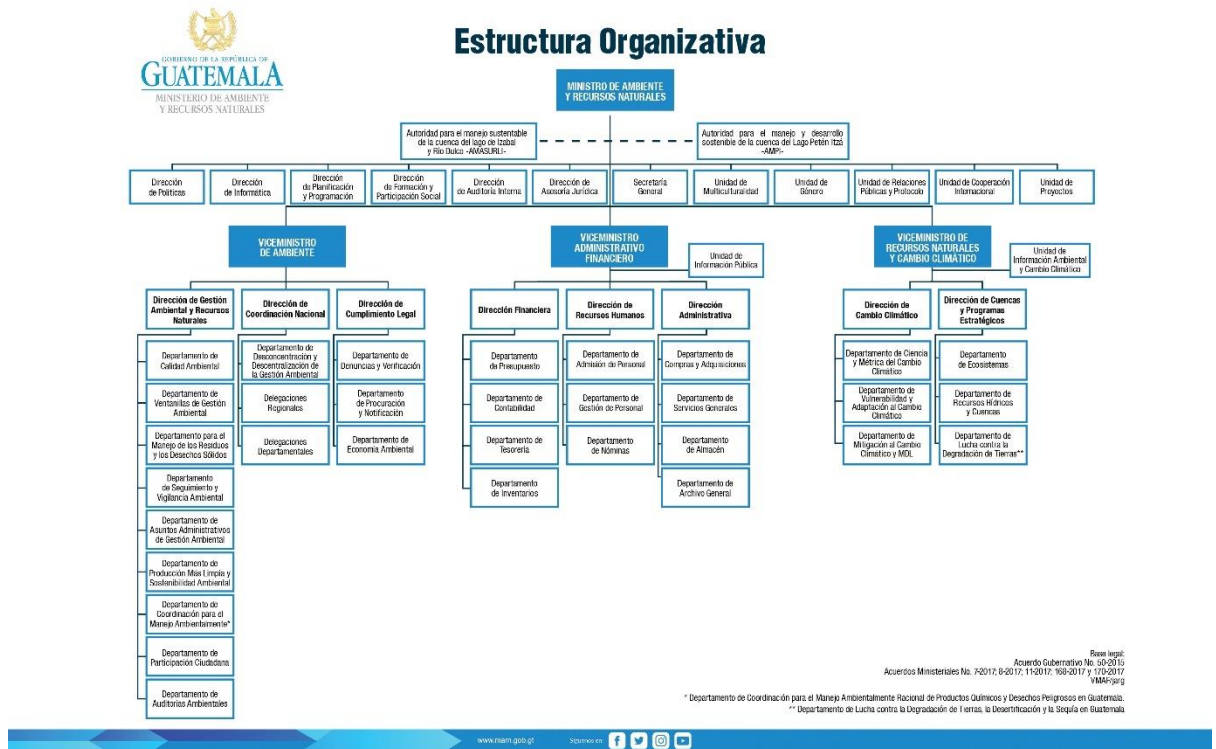 Estructura Organizativa
GOBIERNO DE LA REPÚBLICA DE
GUATEMALA
MINISTERIO DE AMBIENTE
Y RECURSOS NATURALES
MINISTRO DE AMBIENTE
Y RECURSOS NATURALES
Autoridad para el manejo sustentable
de la cuenca del lago de Izabal
y Río Dulce -AMASURLI-
Autoridad para el manejo y desarrollo
sostenible de la cuenca del Lago Petén Itzá
-AMPI-
Dirección
de Políticas
Dirección
de Informática
Dirección
de Planificación
y Programación
Dirección
de Formación y
Participación Social
Dirección
de Auditoría Interna
Dirección de
Asesoría Jurídica
Secretaría
General
Unidad de
Multiculturalidad
Unidad de
Género
Unidad de Relaciones
Públicas y Protocolo
Unidad de Cooperación
Internacional
Unidad de
Proyectos
VICEMINISTRO
DE AMBIENTE
VICEMINISTRO
ADMINISTRATIVO
FINANCIERO
Unidad de
Información Pública
VICEMINISTRO DE
RECURSOS NATURALES
Y CAMBIO CLIMÁTICO
Unidad de
Información Ambiental
y Cambio Climático
Dirección de Gestión
Ambiental y Recursos
Naturales
Dirección de
Coordinación Nacional
Dirección de
Cumplimiento Legal
Dirección Financiera
Dirección de
Recursos Humanos
Dirección
Administrativa
Dirección de
Cambio Climático
Dirección de Cuencas
y Programas
Estratégicos
Departamento de
Calidad Ambiental
Departamento de
Ventanillas de Gestión
Ambiental
Departamento para el
Manejo de los Residuos
y los Desechos Sólidos
Departamento
de Seguimiento y
Vigilancia Ambiental
Departamento de
Asuntos Administrativos
de Gestión Ambiental
Departamento de
Producción Más Limpia y
Sostenibilidad Ambiental
Departamento de
Coordinación para el
Manejo Ambientalmente*
Departamento de
Participación Ciudadana
Departamento de
Auditorías Ambientales
Departamento de
Desconcentración y
Descentralización de
la Gestión Ambiental
Delegaciones
Regionales
Delegaciones
Departamentales
Departamento de
Denuncias y Verificación
Departamento
de Procuración
y Notificación
Departamento de
Economía Ambiental
Departamento
de Presupuesto
Departamento
de Contabilidad
Departamento de
Tesorería
Departamento
de Inventarios
Departamento de
Admisión de Personal
Departamento de
Gestión de Personal
Departamento
de Nóminas
Departamento de
Compras y Adquisiciones
Departamento de
Servicios Generales
Departamento
de Almacén
Departamento de
Archivo General
Departamento de Ciencia
y Métrica del Cambio
Climático
Departamento de
Vulnerabilidad y
Adaptación al Cambio
Climático
Departamento de
Mitigación al Cambio
Climático y MDL
Departamento
de Ecosistemas
Departamento de
Recursos Hídricos
y Cuencas
Departamento de
Lucha contra la
Degradación de Tierras**
Base legal:
Acuerdo Gubernativo No. 50-2015
Acuerdos Ministeriales No. 7-2017; 8-2017; 11-2017; 168-2017 y 170-2017
VMAF/jarg
* Departamento de Coordinación para el Manejo Ambientalmente Racional de Productos Químicos y Desechos Peligrosos en Guatemala.
** Departamento de Lucha contra la Degradación de Tierras, la Desertificación y la Sequía en Guatemala
www.marn.gob.gt
Síguenos en: